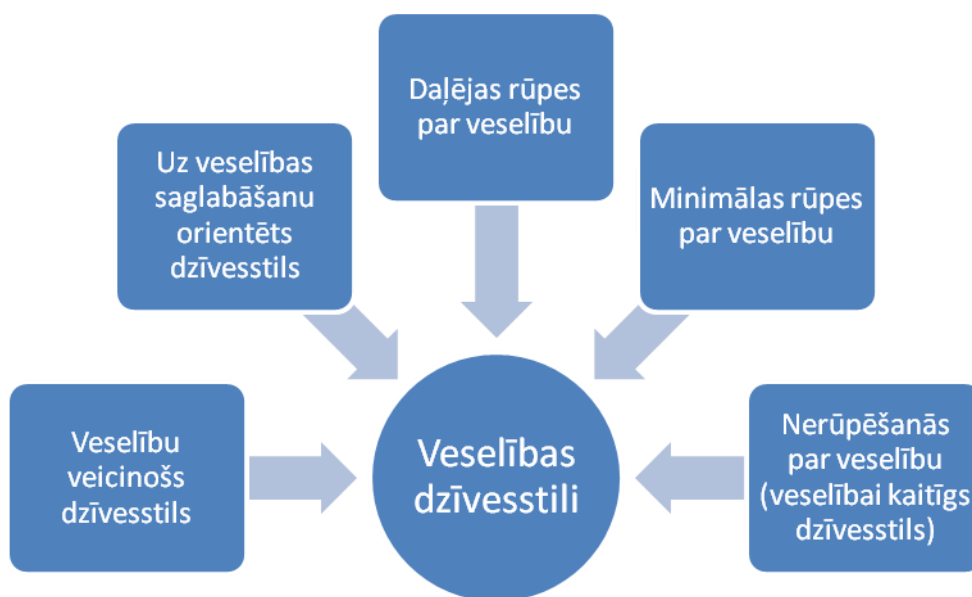 Daļējas rūpes
par veselību
Uz veselības
saglabāšanu
orientēts
dzīvesstils
Minimālas rūpes
par veselību
Veselību
veicinošs
dzīvesstils
Veselības
dzīvesstili
Nerūpēšanās
par veselību
(veselībai kaitīgs
dzīvesstils)